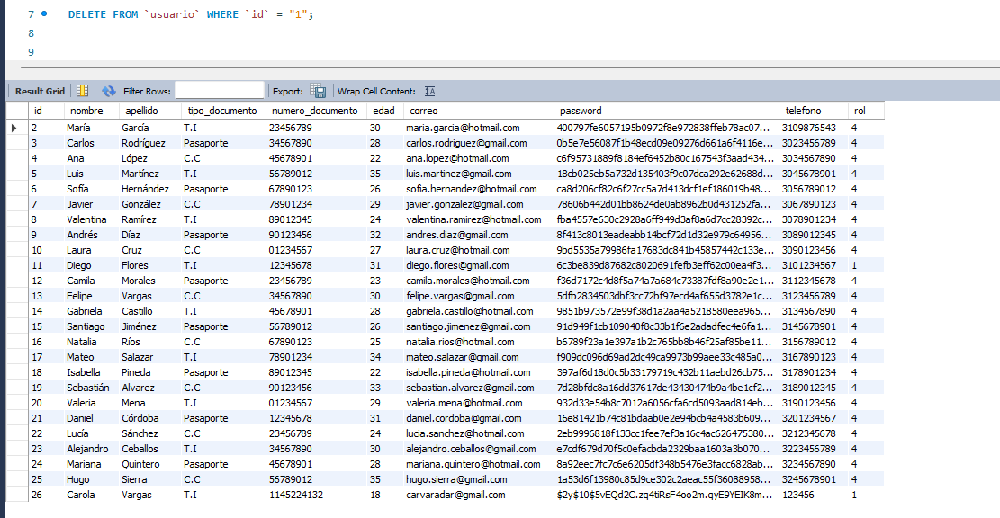 7 DELETE FROM `usuario` WHERE `id` = "1";
8
9
Result Grid Filter Rows: Export: Wrap Cell Content: IA
id nombre apellido tipo_documento numero_documento edad correo password telefono rol
2 María García T.I 23456789 30 maria.garcia@hotmail.com 400797fe6057195b0972f8e972838ffeb78ac07... 3109876543 4
3 Carlos Rodríguez Pasaporte 34567890 28 carlos.rodriguez@gmail.com 0b5e7e56087f1b48ecd09e09276d661a6f4116e... 3023456789 4
4 Ana López C.C 45678901 22 ana.lopez@hotmail.com c6f95731889f8184ef6452b80c167543f3aad434... 3034567890 4
5 Luis Martínez T.I 56789012 35 luis.martinez@gmail.com 18cb025eb5a732d135403f9c07dca292e62688d... 3045678901 4
6 Sofía Hernández Pasaporte 67890123 26 sofia.hernandez@hotmail.com ca8d206cf82c6f27cc5a7d413dcf1ef186019b48... 3056789012 4
7 Javier González C.C 78901234 29 javier.gonzalez@gmail.com 78606b442d01bb8624de0ab8962b0d431252fa... 3067890123 4
8 Valentina Ramírez T.I 89012345 24 valentina.ramirez@hotmail.com fba4557e630c2928a6ff949d3af8a6d7cc28392c... 3078901234 4
9 Andrés Díaz Pasaporte 90123456 32 andres.diaz@gmail.com 8f413c8013eadeabb14bcf72d1d32e979c64956... 3089012345 4
10 Laura Cruz C.C 01234567 27 laura.cruz@hotmail.com 9bd5535a79986fa17683dc841b45857442c133e... 3090123456 4
11 Diego Flores T.I 12345678 31 diego.flores@gmail.com 6c3be839d87682c8020691fefb3eff62c00ea4f3... 3101234567 1
12 Camila Morales Pasaporte 23456789 23 camila.morales@hotmail.com f36d7172c4d8f5a74a7a684c73387fdf8a90e2e1... 3112345678 4
13 Felipe Vargas C.C 34567890 30 felipe.vargas@gmail.com 5dfb2834503dbf3cc72bf97ecd4af655d3782e1c... 3123456789 4
14 Gabriela Castillo T.I 45678901 28 gabriela.castillo@hotmail.com 9851b973572e99f38d1a2aa4a5218580eea965... 3134567890 4
15 Santiago Jiménez Pasaporte 56789012 26 santiago.jimenez@gmail.com 91d949f1cb109040f8c33b1f6e2adadfec4e6fa1... 3145678901 4
16 Natalia Ríos C.C 67890123 25 natalia.rios@hotmail.com b6789f23a1e397a1b2c765bb8b46f25af85be11... 3156789012 4
17 Mateo Salazar T.I 78901234 34 mateo.salazar@gmail.com f909dc096d69ad2dc49ca9973b99aee33c485a0... 3167890123 4
18 Isabella Pineda Pasaporte 89012345 22 isabella.pineda@hotmail.com 397af6d18d0c5b33179719c432b11aebd26cb75... 3178901234 4
19 Sebastián Alvarez C.C 90123456 33 sebastian.alvarez@gmail.com 7d28bfdc8a16dd37617de43430474b9a4be1cf2... 3189012345 4
20 Valeria Mena T.I 01234567 29 valeria.mena@hotmail.com 932d33e54b8c7012a6056cfa6cd5093aad814eb... 3190123456 4
21 Daniel Córdoba Pasaporte 12345678 31 daniel.cordoba@gmail.com 16e81421b74c81bdaab0e2e94bcb4a4583b609... 3201234567 4
22 Lucía Sánchez C.C 23456789 24 lucia.sanchez@hotmail.com 2eb9996818f133cc1fee7ef3a16c4ac626475380... 3212345678 4
23 Alejandro Ceballos T.I 34567890 30 alejandro.ceballos@gmail.com e7cdf679d70f5c0efacbda2329baa1603a3b070... 3223456789 4
24 Mariana Quintero Pasaporte 45678901 28 mariana.quintero@hotmail.com 8a92eec7fc7c6e6205df348b5476e3facc6828ab... 3234567890 4
25 Hugo Sierra C.C 56789012 35 hugo.sierra@gmail.com 1a53d6f13980c85d9ce302c2aeac55f36088958... 3245678901 4
26 Carola Vargas T.I 1145224132 18 carvaradar@gmail.com $2y$10$5vEQd2C.zq4tiRsF4oo2m.qyE9YEIK8m... 123456 1